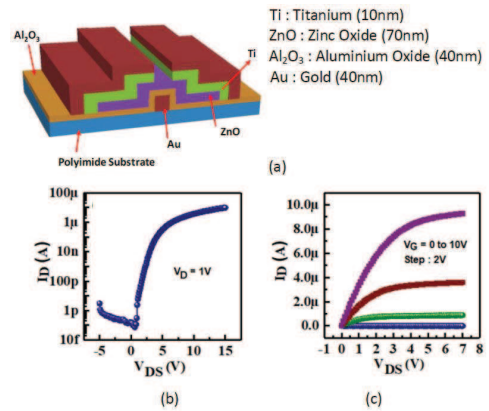 Ti : Titanium (10nm)
ZnO : Zinc Oxide (70nm)
Al2O3 : Aluminium Oxide (40nm)
Au : Gold (40nm)
Al2O3
Ti
ZnO
Au
Polyimide Substrate
(a)
100µ
1µ
10n
100p
1p
10f
ID (A)
VD = 1V
-5 0 5 10 15
VDS (V)
(b)
10.0µ
8.0µ
6.0µ
4.0µ
2.0µ
0.0
ID (A)
VG = 0 to 10V
Step : 2V
-1 0 1 2 3 4 5 6 7 8
VDS (V)
(c)